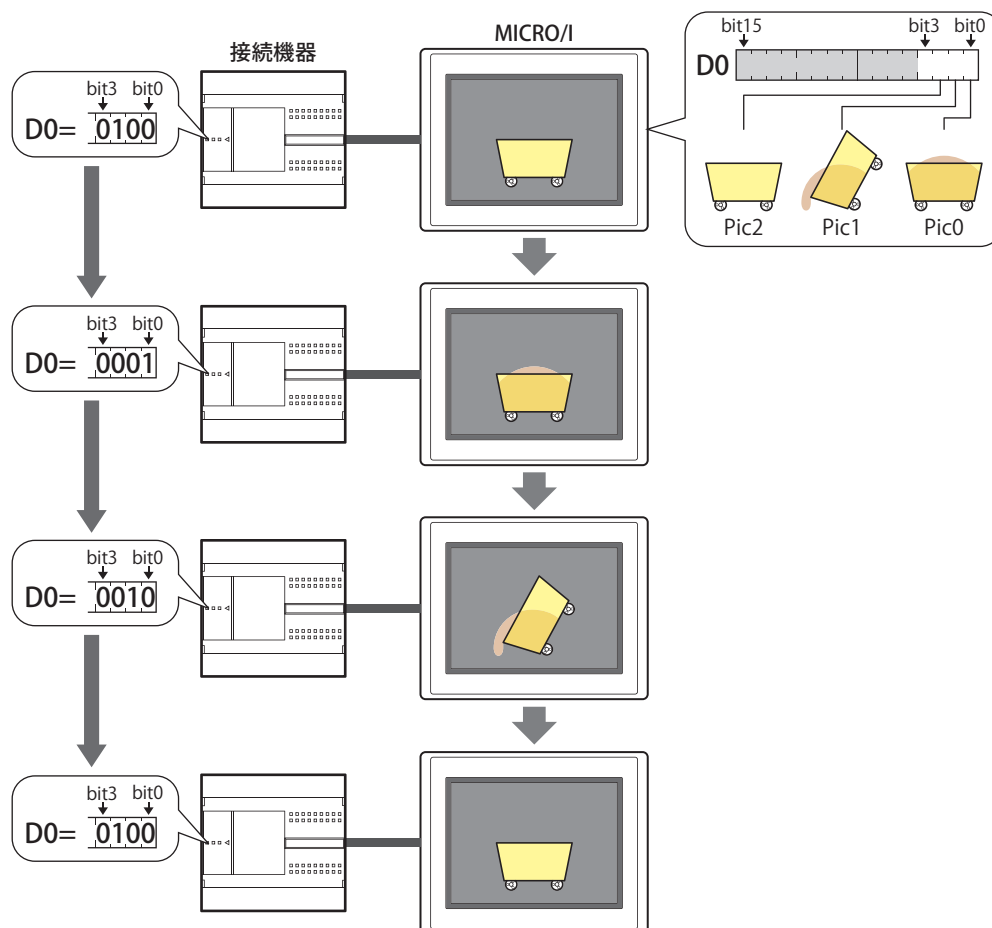 接続機器
MICRO/I
bit15
bit3
bit0
D0
Pic2
Pic1
Pic0
bit3
bit0
D0=
0100
bit3
bit0
D0=
0001
bit3
bit0
D0=
0010
bit3
bit0
D0=
0100